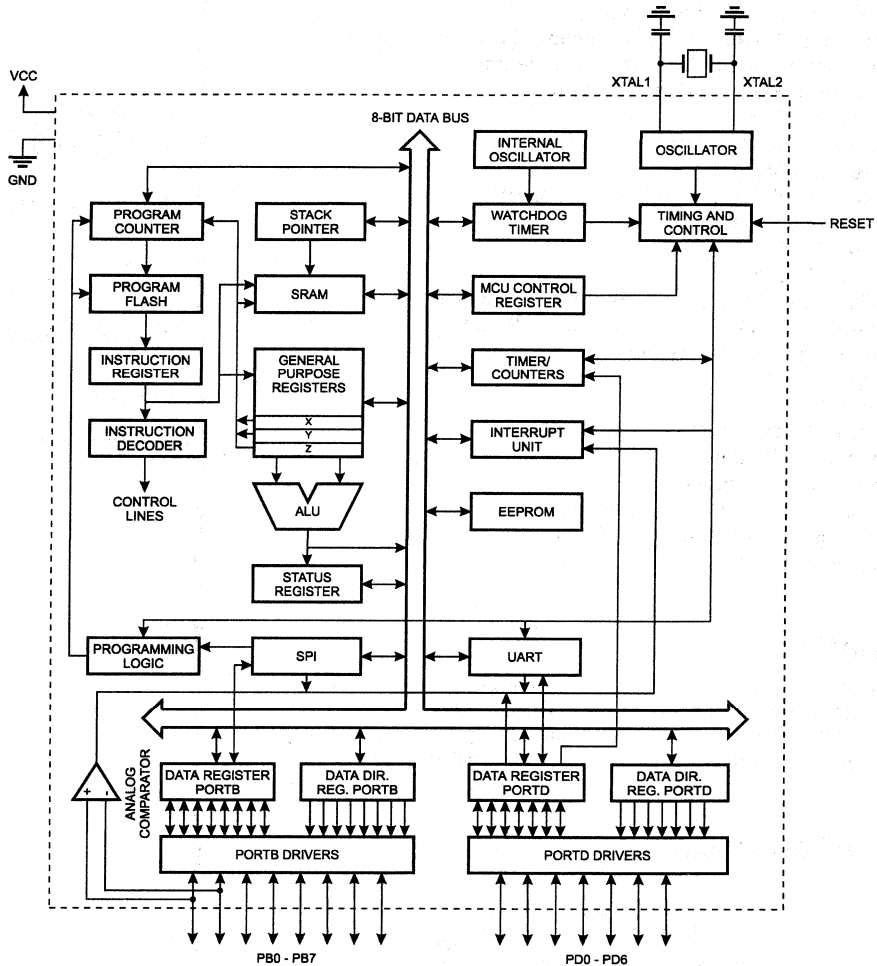 XTAL1
XTAL2
VCC
GND
8-BIT DATA BUS
INTERNAL
OSCILLATOR
OSCILLATOR
PROGRAM
COUNTER
STACK
POINTER
WATCHDOG
TIMER
TIMING AND
CONTROL
RESET
PROGRAM
FLASH
SRAM
MCU CONTROL
REGISTER
INSTRUCTION
REGISTER
GENERAL
PURPOSE
REGISTERS
X
Y
Z
TIMER/
COUNTERS
INSTRUCTION
DECODER
INTERRUPT
UNIT
CONTROL
LINES
ALU
EEPROM
STATUS
REGISTER
PROGRAMMING
LOGIC
SPI
UART
+
-
ANALOG
COMPARATOR
DATA REGISTER
PORTB
DATA DIR.
REG. PORTB
DATA REGISTER
PORTD
DATA DIR.
REG. PORTD
PORTB DRIVERS
PORTD DRIVERS
PB0 - PB7
PD0 - PD6